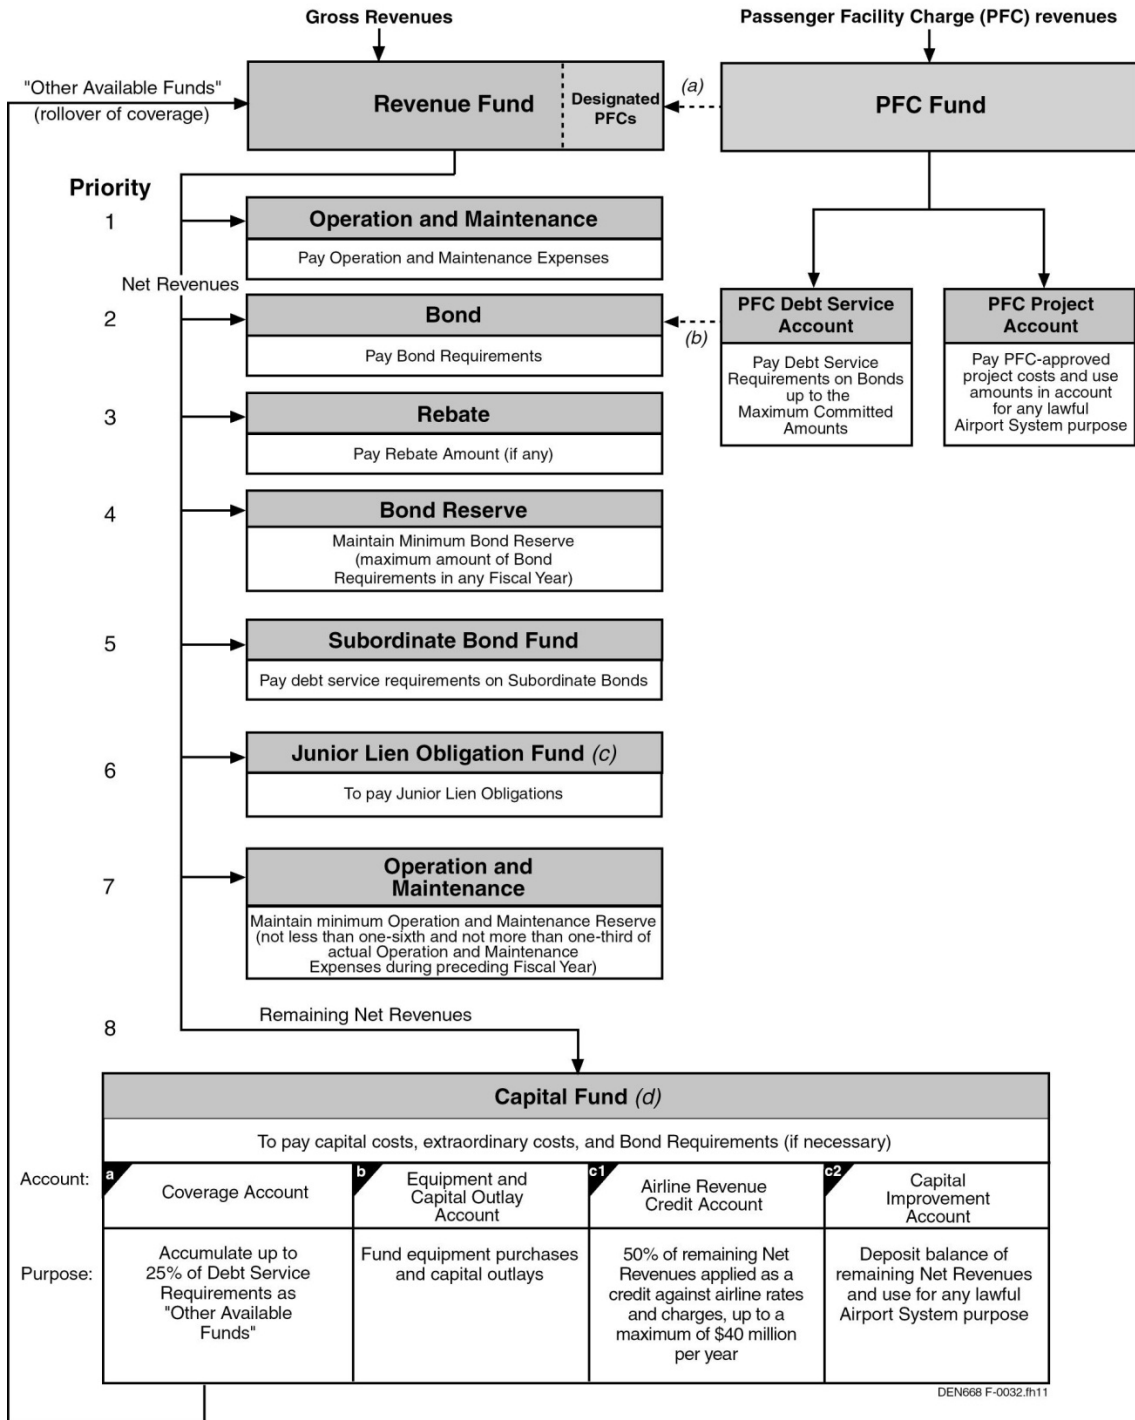 Gross Revenues
Passenger Facility Charge (PFC) revenues
"Other Available Funds"
(rollover of coverage)
Revenue Fund
Designated
PFCs
(a)
PFC Fund
Priority
1
Operation and Maintenance
Pay Operation and Maintenance Expenses
Net Revenues
2
Bond
Pay Bond Requirements
(b)
PFC Debt Service
Account
Pay Debt Service
Requirements on Bonds
up to the
Maximum Committed
Amounts
PFC Project
Account
Pay PFC-approved
project costs and use
amounts in account
for any lawful
Airport System purpose
3
Rebate
Pay Rebate Amount (if any)
4
Bond Reserve
Maintain Minimum Bond Reserve
(maximum amount of Bond
Requirements in any Fiscal Year)
5
Subordinate Bond Fund
Pay debt service requirements on Subordinate Bonds
6
Junior Lien Obligation Fund (c)
To pay Junior Lien Obligations
7
Operation and
Maintenance
Maintain minimum Operation and Maintenance Reserve
(not less than one-sixth and not more than one-third of
actual Operation and Maintenance
Expenses during preceding Fiscal Year)
8
Remaining Net Revenues
Capital Fund (d)
To pay capital costs, extraordinary costs, and Bond Requirements (if necessary)
Account:
a
Coverage Account
b
Equipment and
Capital Outlay
Account
c1
Airline Revenue
Credit Account
c2
Capital
Improvement
Account
Purpose:
Accumulate up to
25% of Debt Service
Requirements as
"Other Available
Funds"
Fund equipment purchases
and capital outlays
50% of remaining Net
Revenues applied as a
credit against airline rates
and charges, up to a
maximum of $40 million
per year
Deposit balance of
remaining Net Revenues
and use for any lawful
Airport System purpose
DEN668 F-0032.fh11